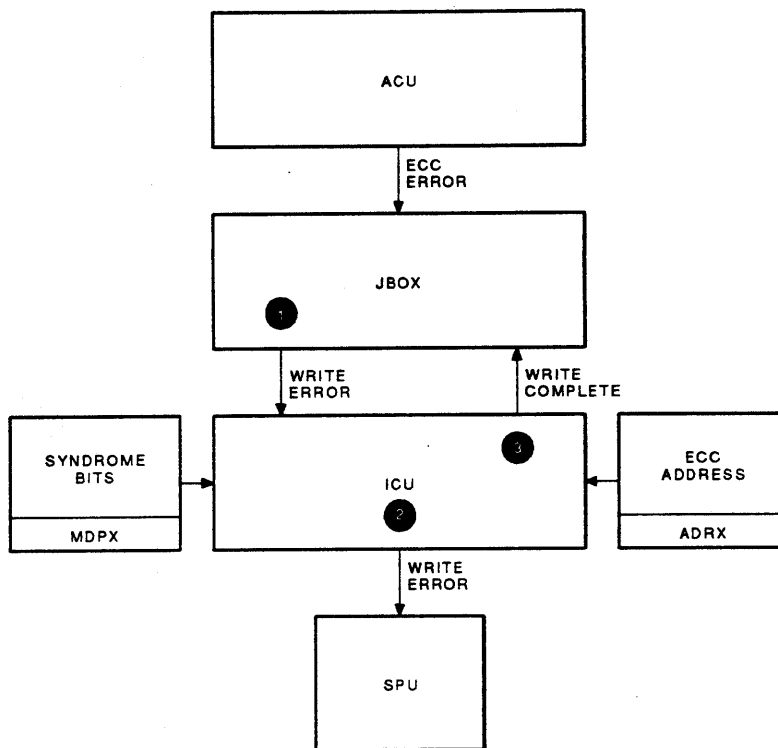 ACU
ECC
ERROR
JBOX
1
WRITE
ERROR
WRITE
COMPLETE
SYNDROME
BITS
MDPX
ICU
3
2
ECC
ADDRESS
ADRX
WRITE
ERROR
SPU